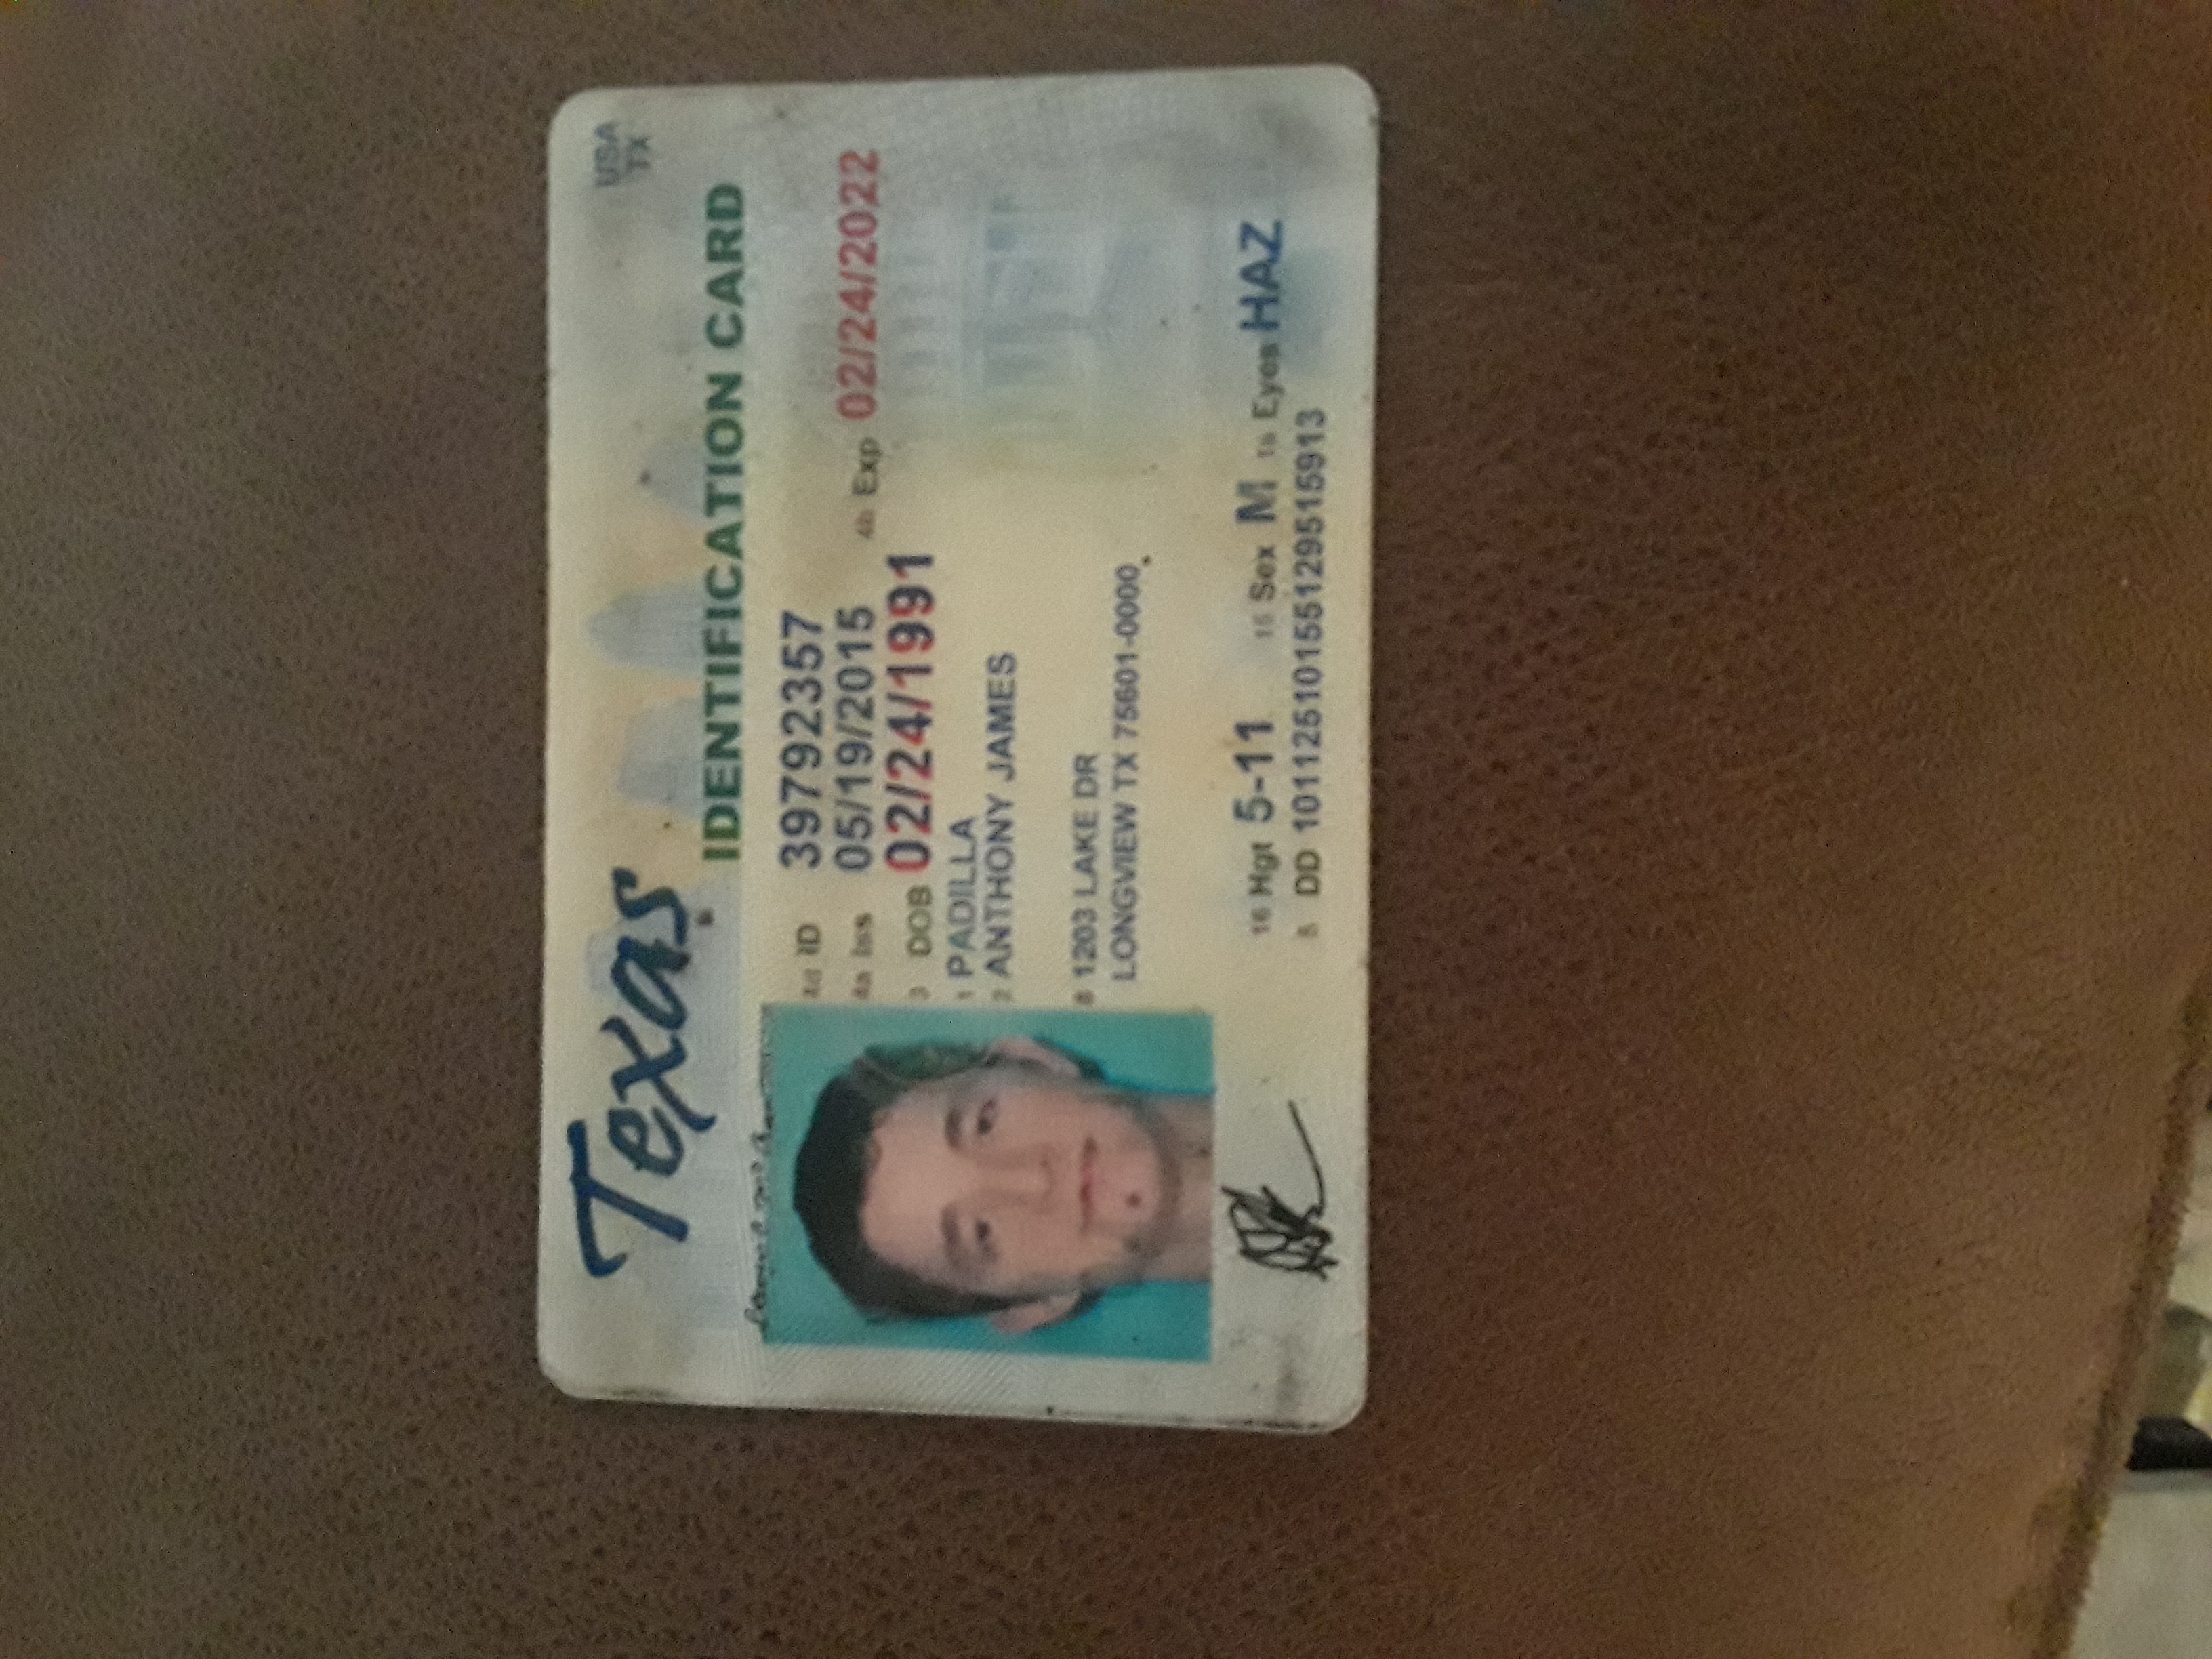 Texas
USA
TX
IDENTIFICATION CARD
4d ID 39792357
4a Iss 05/19/2015 4b Exp 02/24/2022
3 DOB 02/24/1991
1 PADILLA
2 ANTHONY JAMES
8 1203 LAKE DR
LONGVIEW TX 75601-0000
16 Hgt 5-11 15 Sex M 18 Eyes HAZ
5 DD 10112510155129515913